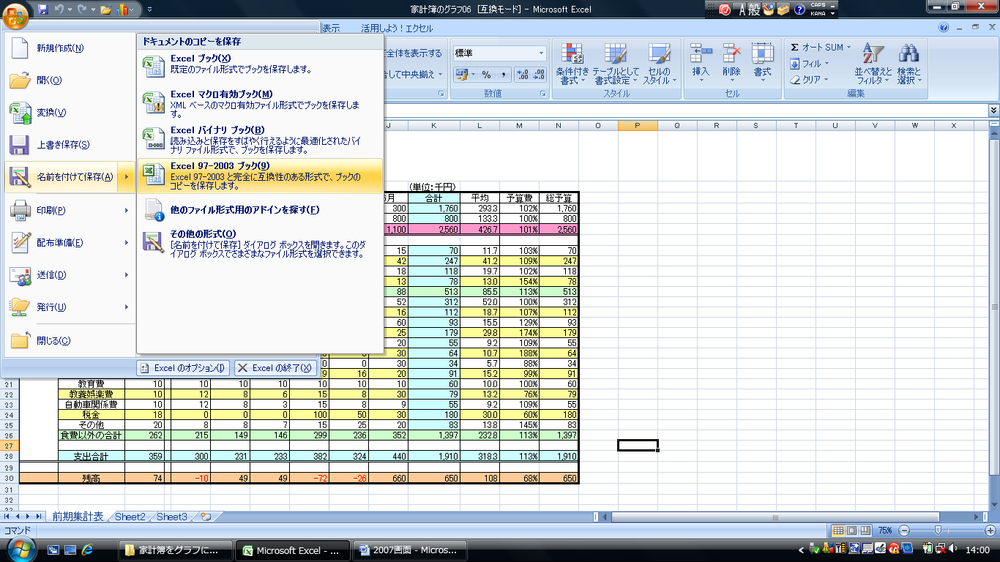 家計簿のグラフ06 [互換モード] - Microsoft Excel
A 般
CAPS
KANA
表示 活用しよう！エクセル
新規作成(N)
開く(O)
変換(V)
上書き保存(S)
名前を付けて保存(A)
印刷(P)
配布準備(E)
送信(D)
発行(U)
閉じる(C)
ドキュメントのコピーを保存
Excel ブック(X)
既定のファイル形式でブックを保存します。
Excel マクロ有効ブック(M)
XML ベースのマクロ有効ファイル形式でブックを保存しま
す。
Excel バイナリ ブック(B)
読み込みと保存をすばやく行えるように最適化されたバイ
ナリ ファイル形式で、ブックを保存します。
Excel 97-2003 ブック(9)
Excel 97-2003 と完全に互換性のある形式で、ブックの
コピーを保存します。
他のファイル形式用のアドインを探す(F)
その他の形式(O)
[名前を付けて保存] ダイアログ ボックスを開きます。このダ
イアログ ボックスでさまざまなファイル形式を選択できます。
Excel のオプション(I) Excel の終了(X)
全体を表示する
して中央揃え
標準
% ,
数値
条件付き
書式
テーブルとして
書式設定
セルの
スタイル
スタイル
挿入 削除 書式
セル
Σ オート SUM
フィル
クリア
並べ替えと
フィルタ
検索と
選択
編集
J K L M N O P Q R S T U V W X
(単位:千円)
月 合計 平均 予算費 総予算
300 1,760 293.3 102% 1,760
800 800 133.3 100% 800
1,100 2,560 426.7 101% 2,560
15 70 11.7 103% 70
42 247 41.2 109% 247
18 118 19.7 102% 118
13 78 13.0 154% 78
88 513 85.5 113% 513
52 312 52.0 100% 312
16 112 18.7 107% 112
60 93 15.5 129% 93
25 179 29.8 174% 179
20 55 9.2 109% 55
0 0 30 64 10.7 188% 64
0 0 30 34 5.7 88% 34
9 16 20 91 15.2 99% 91
21 教育費 10 10 10 10 10 10 10 60 10.0 100% 60
22 教養娯楽費 10 12 8 6 15 8 30 79 13.2 76% 79
23 自動車関係費 10 12 8 3 15 8 9 55 9.2 109% 55
24 税金 18 0 0 0 100 50 30 180 30.0 60% 180
25 その他 20 8 8 7 15 25 20 83 13.8 145% 83
26 食費以外の合計 262 215 149 146 299 236 352 1,397 232.8 113% 1,397
27
28 支出合計 359 300 231 233 382 324 440 1,910 318.3 113% 1,910
29
30 残高 74 -10 49 49 -72 -26 660 650 108 68% 650
31
32
前期集計表 Sheet2 Sheet3
コマンド
75%
家計簿をグラフに... Microsoft Excel - ... 2007画面 - Micros...
14:00